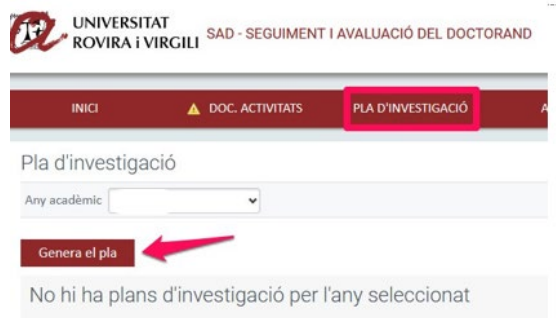 UNIVERSITAT
ROVIRA i VIRGILI
SAD - SEGUIMENT I AVALUACIÓ DEL DOCTORAND
INICI
DOC. ACTIVITATS
PLA D'INVESTIGACIÓ
A
Pla d'investigació
Any acadèmic
Genera el pla
No hi ha plans d'investigació per l'any seleccionat